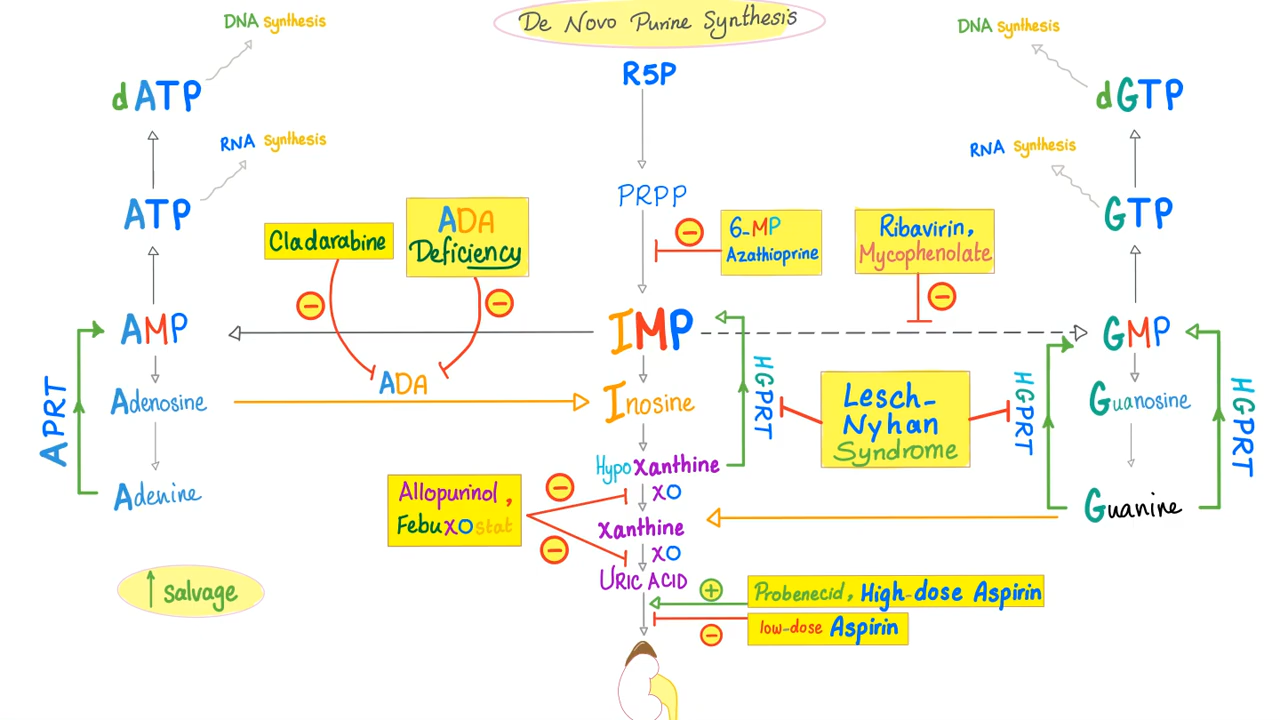 De Novo Purine Synthesis
DNA synthesis
DNA synthesis
R5P
dATP
dGTP
RNA synthesis
RNA synthesis
PRPP
ATP
GTP
Cladarabine
ADA
Deficiency
6-MP
Azathioprine
Ribavirin,
Mycophenolate
AMP
IMP
GMP
ADA
Adenosine
Inosine
Guanosine
APRT
HGPRT
HGPRT
HGPRT
Lesch-
Nyhan
Syndrome
Hypoxanthine
XO
Adenine
Guanine
Allopurinol,
FebuXOstat
Xanthine
XO
URIC ACID
↑ Salvage
Probenecid, High-dose Aspirin
low-dose Aspirin